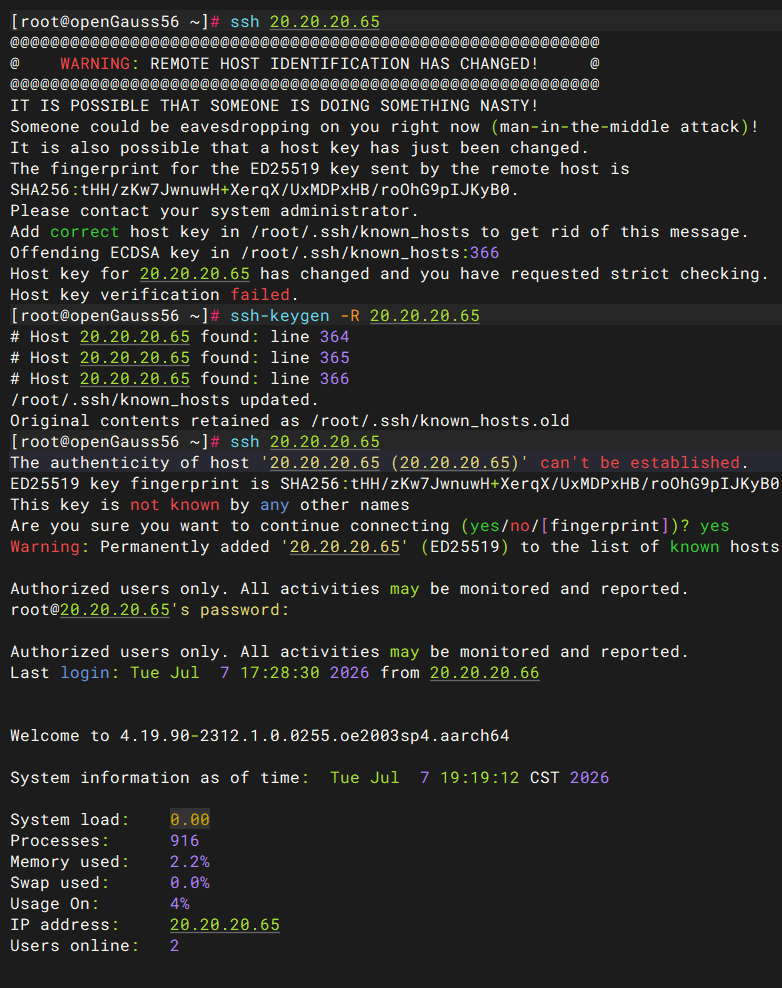 [root@openGauss56 ~]# ssh 20.20.20.65
@@@@@@@@@@@@@@@@@@@@@@@@@@@@@@@@@@@@@@@@@@@@@@@@@@@@@@@@@@@
@    WARNING: REMOTE HOST IDENTIFICATION HAS CHANGED!     @
@@@@@@@@@@@@@@@@@@@@@@@@@@@@@@@@@@@@@@@@@@@@@@@@@@@@@@@@@@@
IT IS POSSIBLE THAT SOMEONE IS DOING SOMETHING NASTY!
Someone could be eavesdropping on you right now (man-in-the-middle attack)!
It is also possible that a host key has just been changed.
The fingerprint for the ED25519 key sent by the remote host is
SHA256:tHH/zKw7JwnuwH+XerqX/UxMDPxHB/roOhG9pIJKyB0.
Please contact your system administrator.
Add correct host key in /root/.ssh/known_hosts to get rid of this message.
Offending ECDSA key in /root/.ssh/known_hosts:366
Host key for 20.20.20.65 has changed and you have requested strict checking.
Host key verification failed.
[root@openGauss56 ~]# ssh-keygen -R 20.20.20.65
# Host 20.20.20.65 found: line 364
# Host 20.20.20.65 found: line 365
# Host 20.20.20.65 found: line 366
/root/.ssh/known_hosts updated.
Original contents retained as /root/.ssh/known_hosts.old
[root@openGauss56 ~]# ssh 20.20.20.65
The authenticity of host '20.20.20.65 (20.20.20.65)' can't be established.
ED25519 key fingerprint is SHA256:tHH/zKw7JwnuwH+XerqX/UxMDPxHB/roOhG9pIJKyB0
This key is not known by any other names
Are you sure you want to continue connecting (yes/no/[fingerprint])? yes
Warning: Permanently added '20.20.20.65' (ED25519) to the list of known hosts

Authorized users only. All activities may be monitored and reported.
root@20.20.20.65's password:

Authorized users only. All activities may be monitored and reported.
Last login: Tue Jul  7 17:28:30 2026 from 20.20.20.66

Welcome to 4.19.90-2312.1.0.0255.oe2003sp4.aarch64

System information as of time:  Tue Jul  7 19:19:12 CST 2026

System load:    0.00
Processes:      916
Memory used:    2.2%
Swap used:      0.0%
Usage On:       4%
IP address:     20.20.20.65
Users online:   2